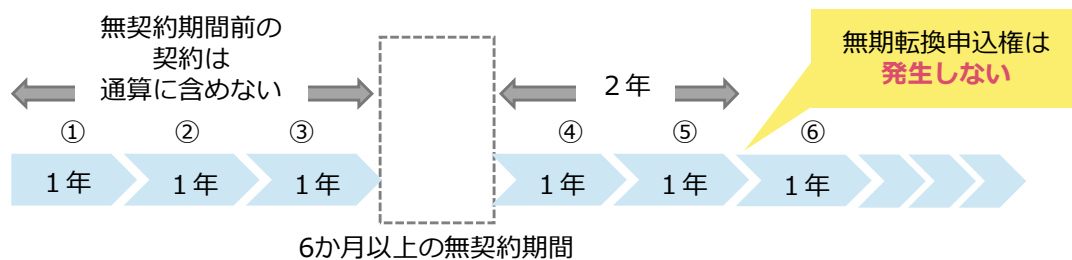 無契約期間前の
契約は
通算に含めない
2年
無期転換申込権は
発生しない
① ② ③ ④ ⑤ ⑥
1年 1年 1年 1年 1年 1年
6か月以上の無契約期間